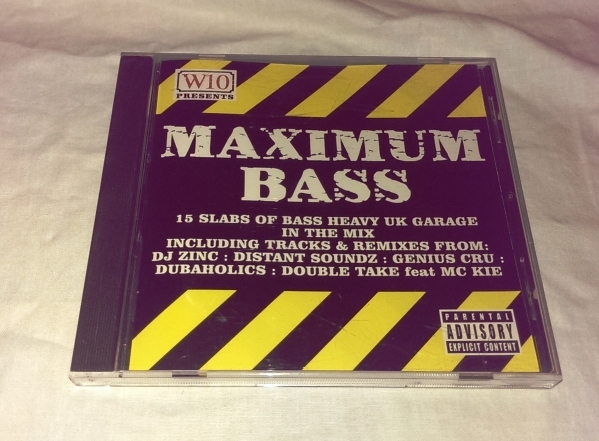 W10
PRESENTS
MAXIMUM
BASS
15 SLABS OF BASS HEAVY UK GARAGE
IN THE MIX
INCLUDING TRACKS & REMIXES FROM:
DJ ZINC : DISTANT SOUNDZ : GENIUS CRU :
DUBAHOLICS : DOUBLE TAKE feat MC KIE
PARENTAL
ADVISORY
EXPLICIT CONTENT